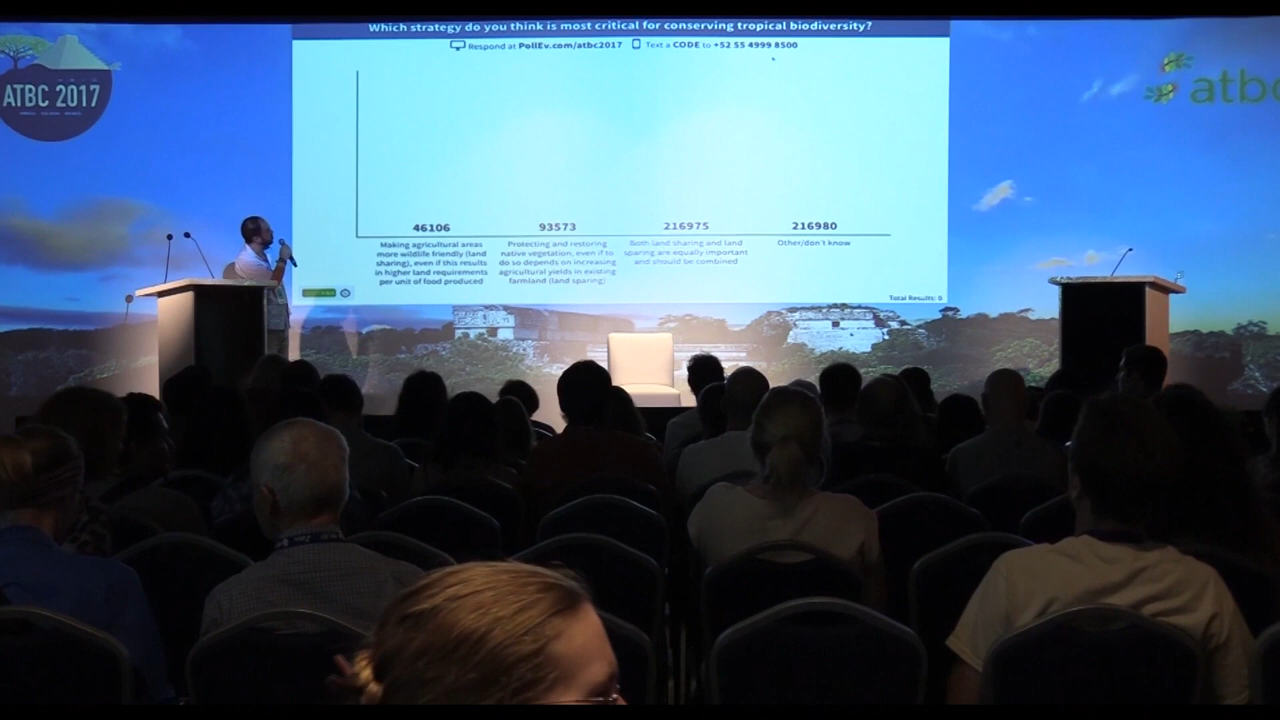 Which strategy do you think is most critical for conserving tropical biodiversity?
Respond at PollEv.com/atbc2017 Text a CODE to +52 55 4999 8500
ATBC 2017
atbc
46106
93573
216975
216980
Making agricultural areas
more wildlife friendly (land
sharing), even if this results
in higher land requirements
per unit of food produced
Protecting and restoring
native vegetation, even if to
do so depends on increasing
agricultural yields in existing
farmland (land sparing)
Both land sharing and land
sparing are equally important
and should be combined
Other/don't know
Total Results: 0